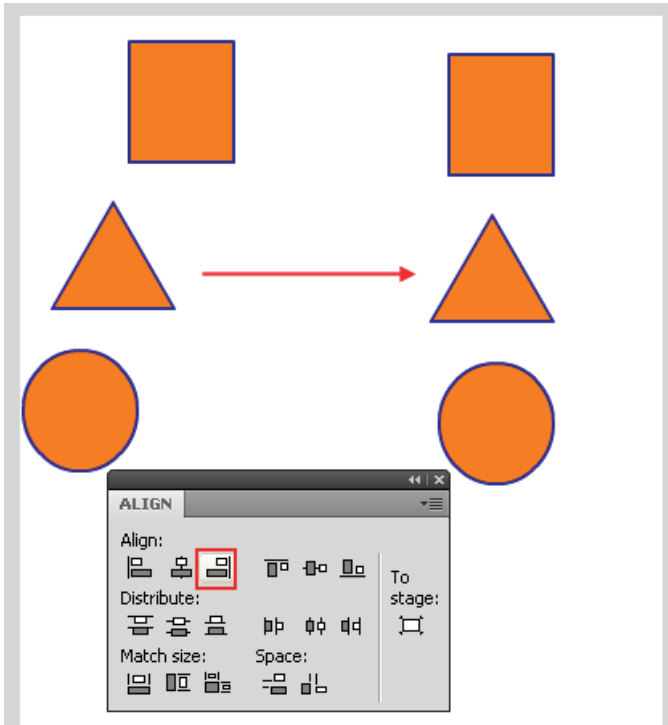 ALIGN
Align:
To
stage:
Distribute:
Match size: Space: